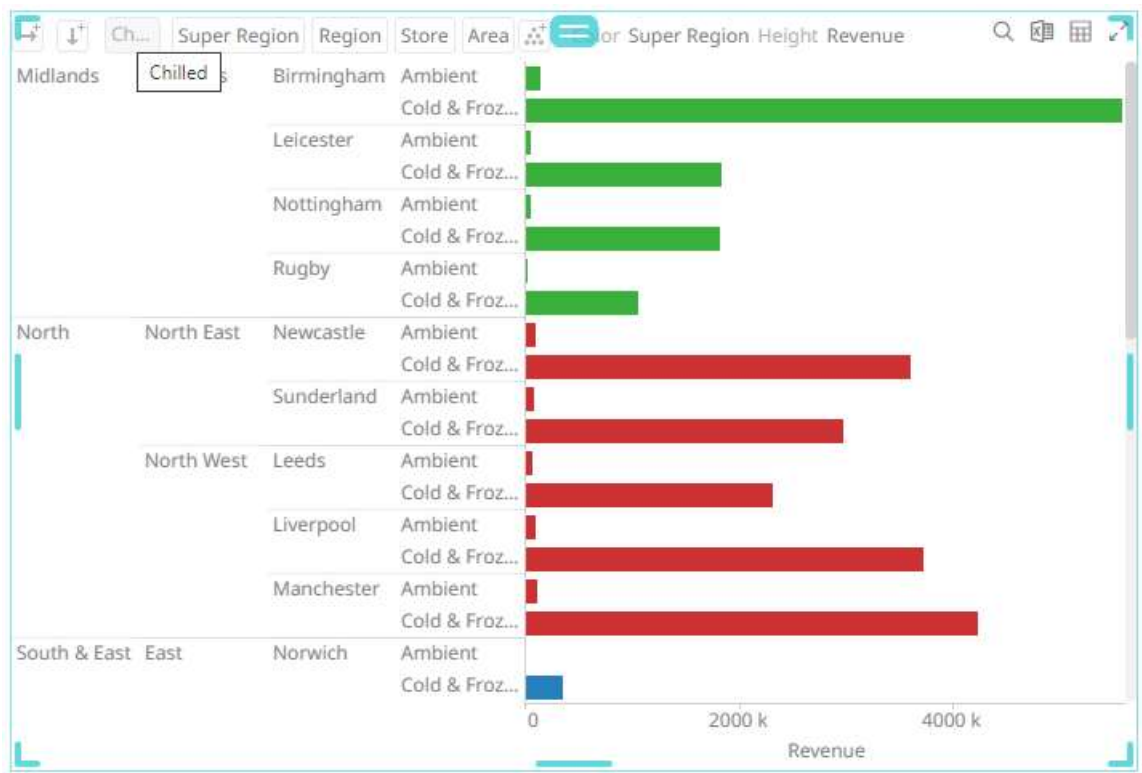 Ch... Super Region Region Store Area or Super Region Height Revenue
Chilled
Midlands s Birmingham Ambient
Cold & Froz...
Leicester Ambient
Cold & Froz...
Nottingham Ambient
Cold & Froz...
Rugby Ambient
Cold & Froz...
North North East Newcastle Ambient
Cold & Froz...
Sunderland Ambient
Cold & Froz...
North West Leeds Ambient
Cold & Froz...
Liverpool Ambient
Cold & Froz...
Manchester Ambient
Cold & Froz...
South & East East Norwich Ambient
Cold & Froz...
0 2000 k 4000 k
Revenue